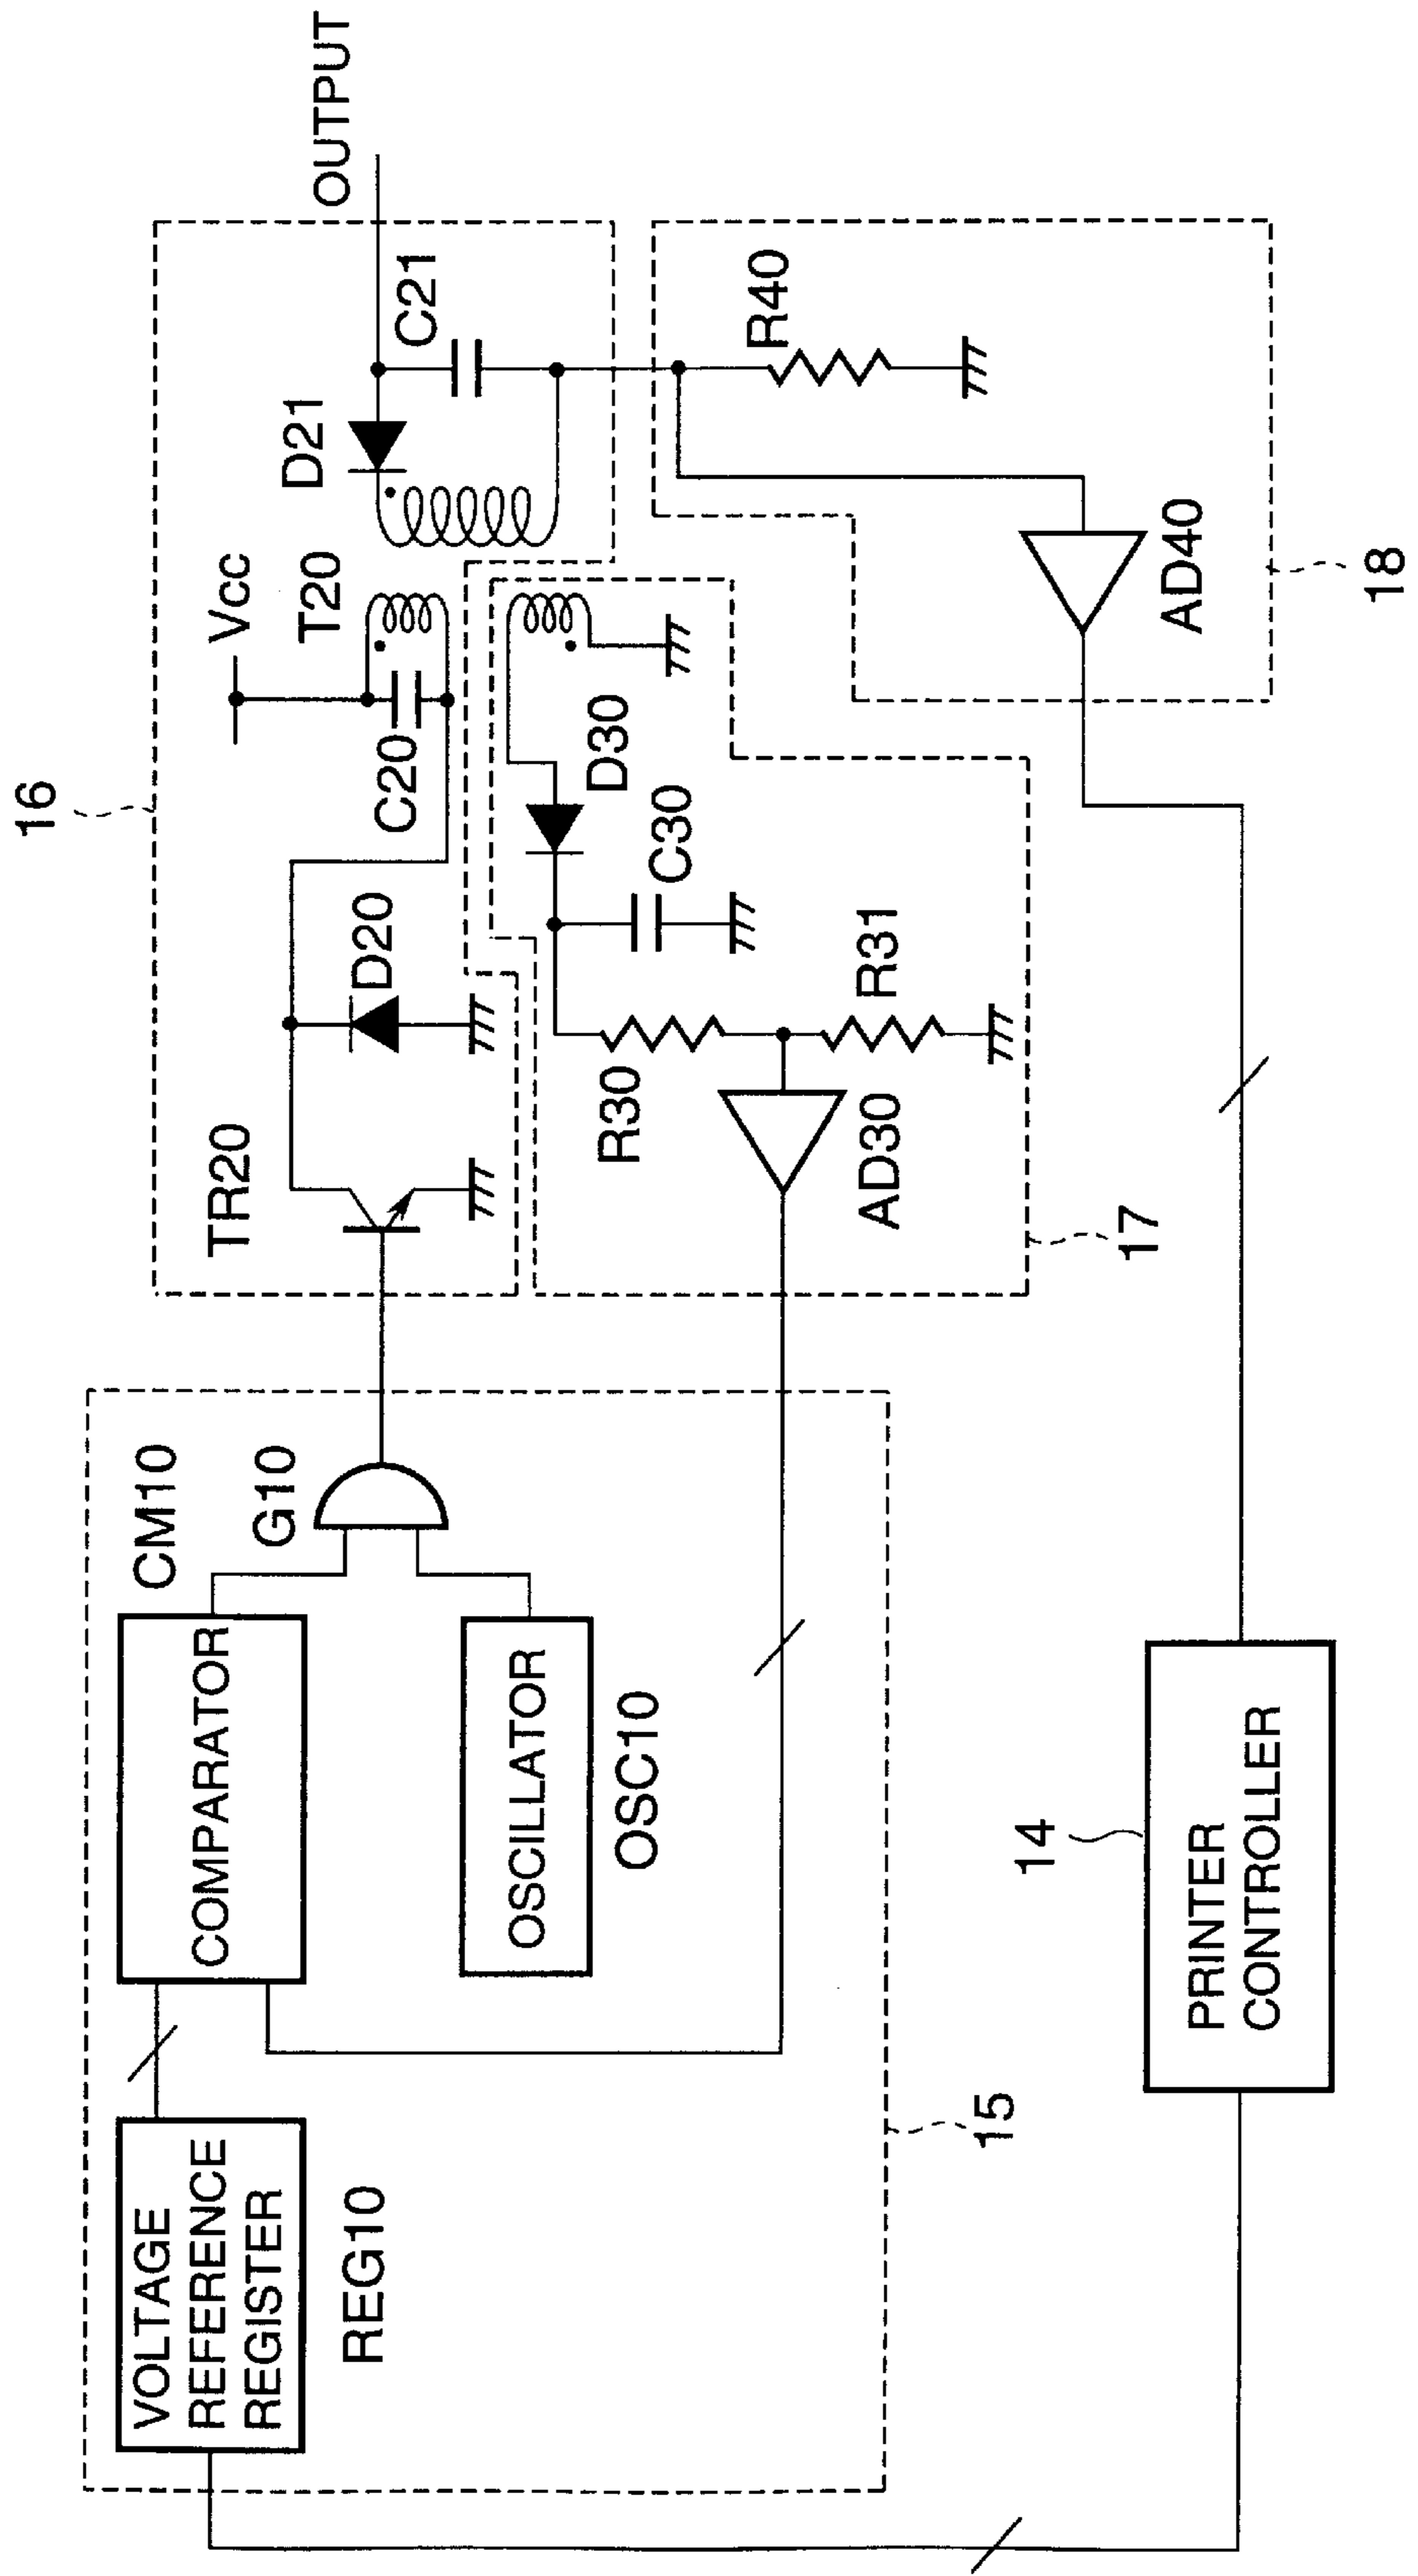 16
Vcc
OUTPUT
TR20
D20
C20
T20
D21
C21
CM10
G10
VOLTAGE
REFERENCE
REGISTER
REG10
COMPARATOR
OSCILLATOR
OSC10
R30
AD30
R31
C30
D30
R40
AD40
15
17
18
14
PRINTER
CONTROLLER